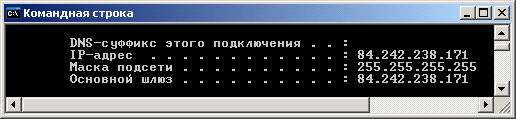 Командная строка
DNS-суффикс этого подключения . . :
IP-адрес . . . . . . . . . . . . : 84.242.238.171
Маска подсети . . . . . . . . . . : 255.255.255.255
Основной шлюз . . . . . . . . . . : 84.242.238.171